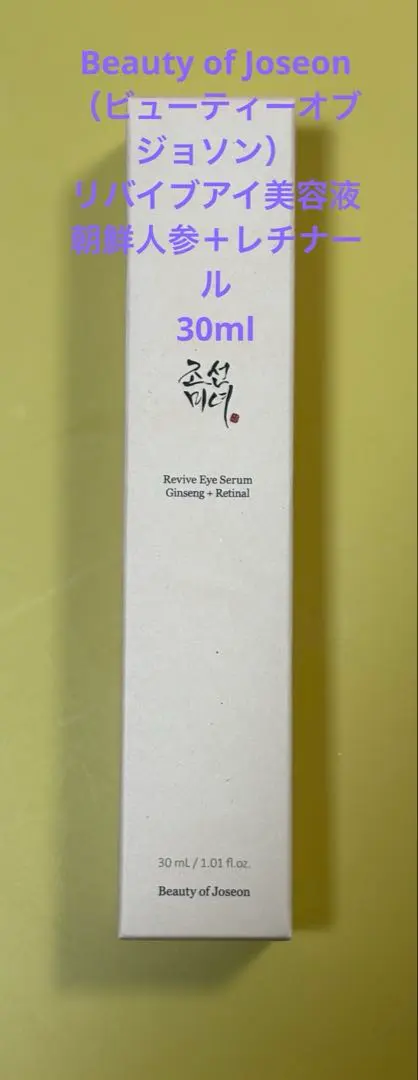 Beauty of Joseon
（ビューティーオブ
ジョソン）
リバイブアイ美容液
朝鮮人参＋レチナー
ル
30ml
조선
미녀
Revive Eye Serum
Ginseng + Retinal
30 mL / 1.01 fl.oz.
Beauty of Joseon